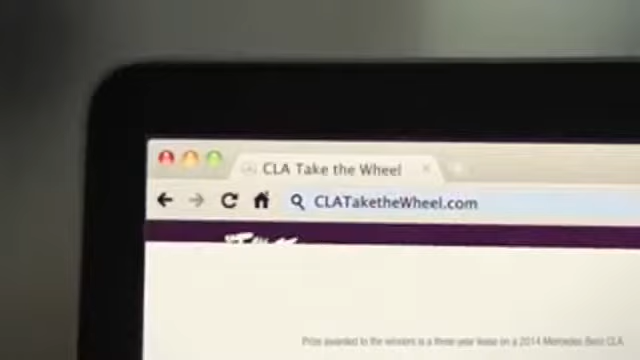 CLA Take the Wheel
CLATaketheWheel.com
Prize awarded to the winners is a three-year lease on a 2014 Mercedes-Benz CLA